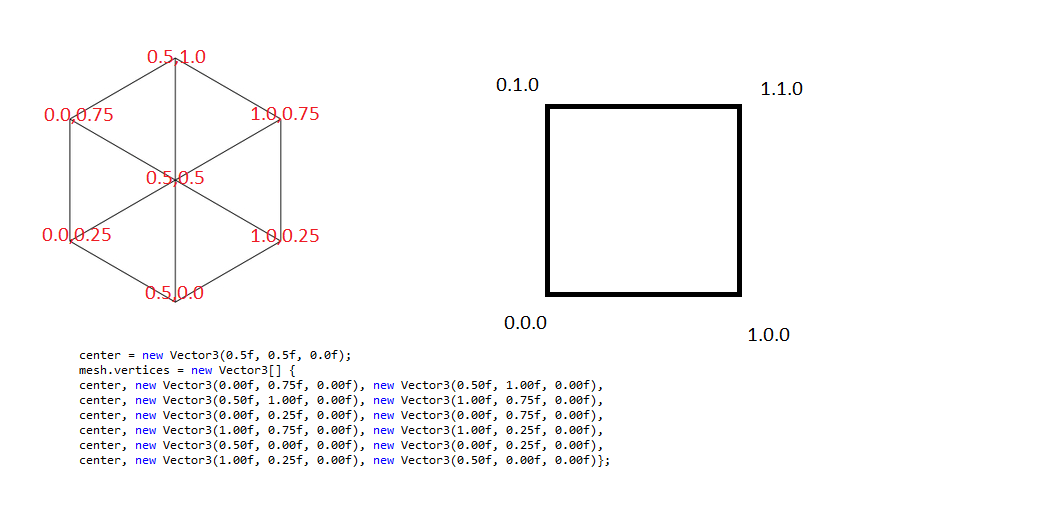 0.5,1.0
0.0,0.75
1.0,0.75
0.5,0.5
0.0,0.25
1.0,0.25
0.5,0.0
0.1.0
1.1.0
0.0.0
1.0.0
center = new Vector3(0.5f, 0.5f, 0.0f);
mesh.vertices = new Vector3[] {
center, new Vector3(0.00f, 0.75f, 0.00f), new Vector3(0.50f, 1.00f, 0.00f),
center, new Vector3(0.50f, 1.00f, 0.00f), new Vector3(1.00f, 0.75f, 0.00f),
center, new Vector3(0.00f, 0.25f, 0.00f), new Vector3(0.00f, 0.75f, 0.00f),
center, new Vector3(1.00f, 0.75f, 0.00f), new Vector3(1.00f, 0.25f, 0.00f),
center, new Vector3(0.50f, 0.00f, 0.00f), new Vector3(0.00f, 0.25f, 0.00f),
center, new Vector3(1.00f, 0.25f, 0.00f), new Vector3(0.50f, 0.00f, 0.00f)};